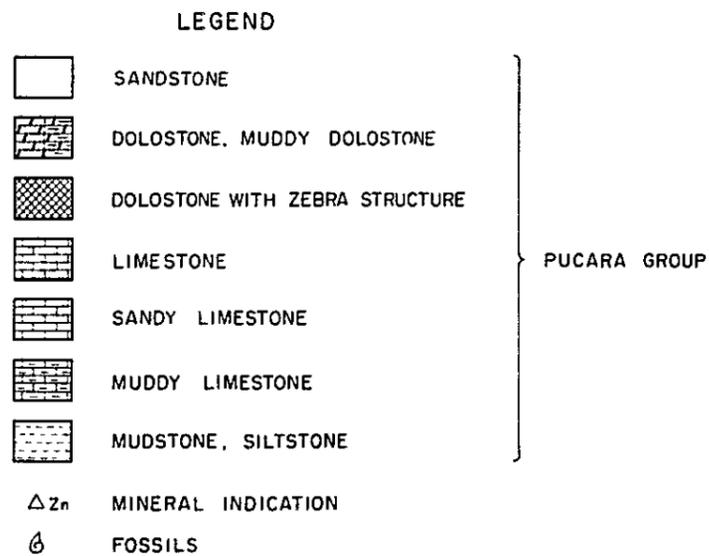 LEGEND
SANDSTONE
DOLOSTONE. MUDDY DOLOSTONE
DOLOSTONE WITH ZEBRA STRUCTURE
LIMESTONE
PUCARA GROUP
SANDY LIMESTONE
MUDDY LIMESTONE
MUDSTONE, SILTSTONE
Zn MINERAL INDICATION
FOSSILS